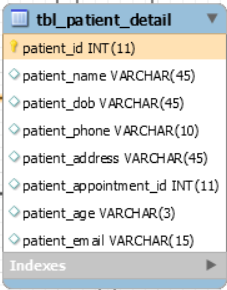 tbl_patient_detail
patient_id INT(11)
patient_name VARCHAR(45)
patient_dob VARCHAR(45)
patient_phone VARCHAR(10)
patient_address VARCHAR(45)
patient_appointment_id INT(11)
patient_age VARCHAR(3)
patient_email VARCHAR(15)
Indexes